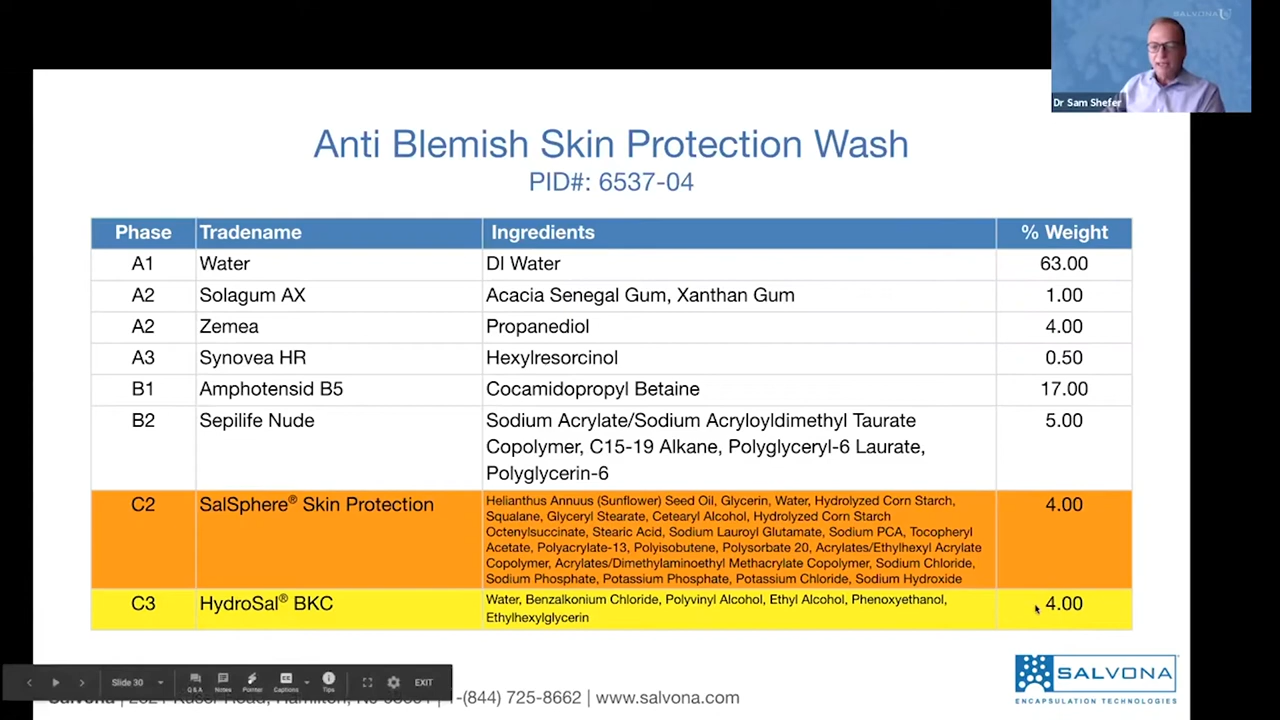 SALVONA
Dr Sam Shefer
Anti Blemish Skin Protection Wash
PID#: 6537-04
Phase Tradename Ingredients % Weight
A1 Water DI Water 63.00
A2 Solagum AX Acacia Senegal Gum, Xanthan Gum 1.00
A2 Zemea Propanediol 4.00
A3 Synovea HR Hexylresorcinol 0.50
B1 Amphotensid B5 Cocamidopropyl Betaine 17.00
B2 Sepilife Nude Sodium Acrylate/Sodium Acryloyldimethyl Taurate 5.00
Copolymer, C15-19 Alkane, Polyglyceryl-6 Laurate,
Polyglycerin-6
C2 SalSphere® Skin Protection Helianthus Annuus (Sunflower) Seed Oil, Glycerin, Water, Hydrolyzed Corn Starch, 4.00
Squalane, Glyceryl Stearate, Cetearyl Alcohol, Hydrolyzed Corn Starch
Octenylsuccinate, Stearic Acid, Sodium Lauroyl Glutamate, Sodium PCA, Tocopheryl
Acetate, Polyacrylate-13, Polyisobutene, Polysorbate 20, Acrylates/Ethylhexyl Acrylate
Copolymer, Acrylates/Dimethylaminoethyl Methacrylate Copolymer, Sodium Chloride,
Sodium Phosphate, Potassium Phosphate, Potassium Chloride, Sodium Hydroxide
C3 HydroSal® BKC Water, Benzalkonium Chloride, Polyvinyl Alcohol, Ethyl Alcohol, Phenoxyethanol, 4.00
Ethylhexylglycerin
Slide 30 Q & A Notes Pointer Captions Tips EXIT
1-(844) 725-8662 | www.salvona.com
SALVONA
ENCAPSULATION TECHNOLOGIES